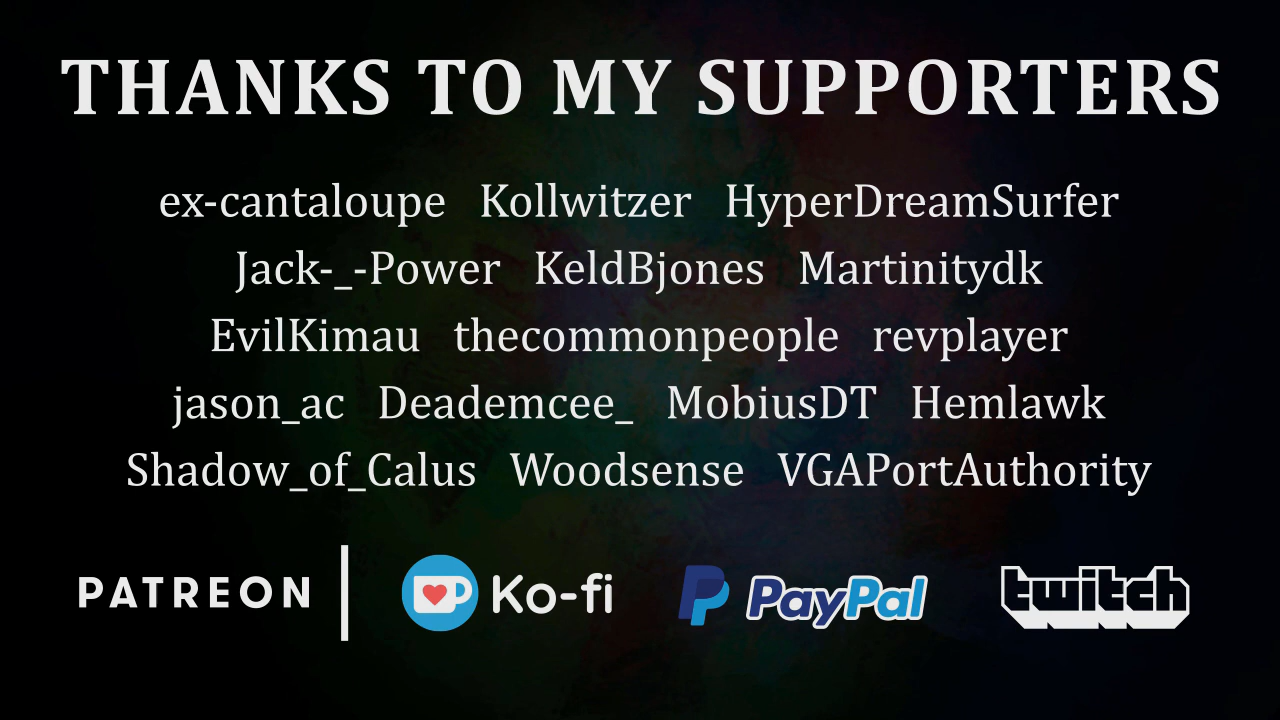 THANKS TO MY SUPPORTERS
ex-cantaloupe Kollwitzer HyperDreamSurfer
Jack-_-Power KeldBjones Martinitydk
EvilKimau thecommonpeople revplayer
jason_ac Deademcee_ MobiusDT Hemlawk
Shadow_of_Calus Woodsense VGAPortAuthority
PATREON Ko-fi PayPal twitch